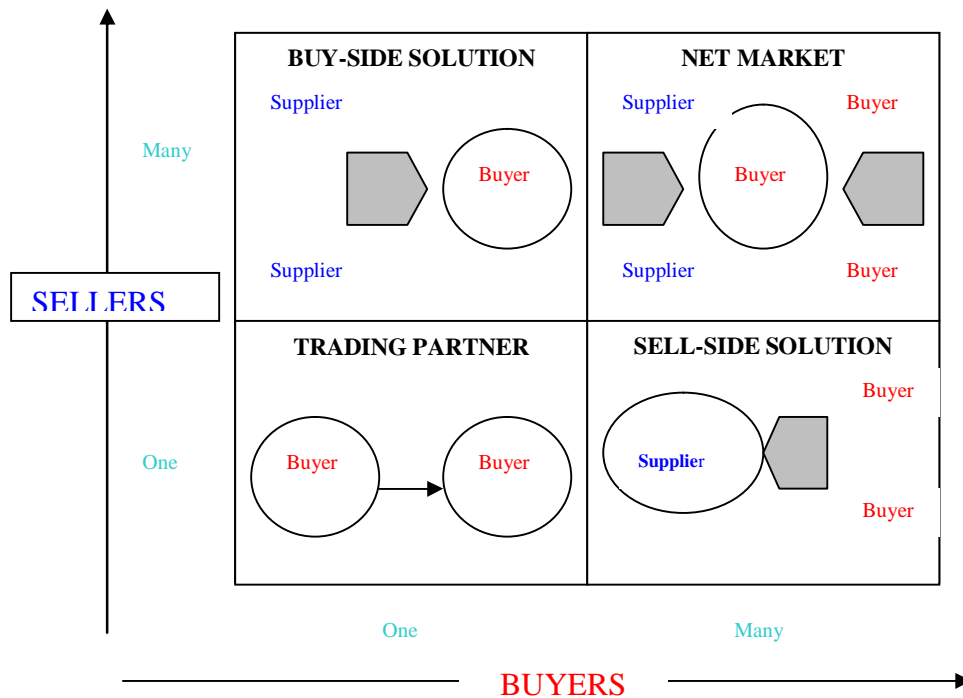 BUY-SIDE SOLUTION
NET MARKET
Supplier
Supplier
Buyer
Many
Buyer
Buyer
Supplier
Supplier
Buyer
SELLERS
TRADING PARTNER
SELL-SIDE SOLUTION
Buyer
One
Buyer
Buyer
Supplier
Buyer
One
Many
BUYERS